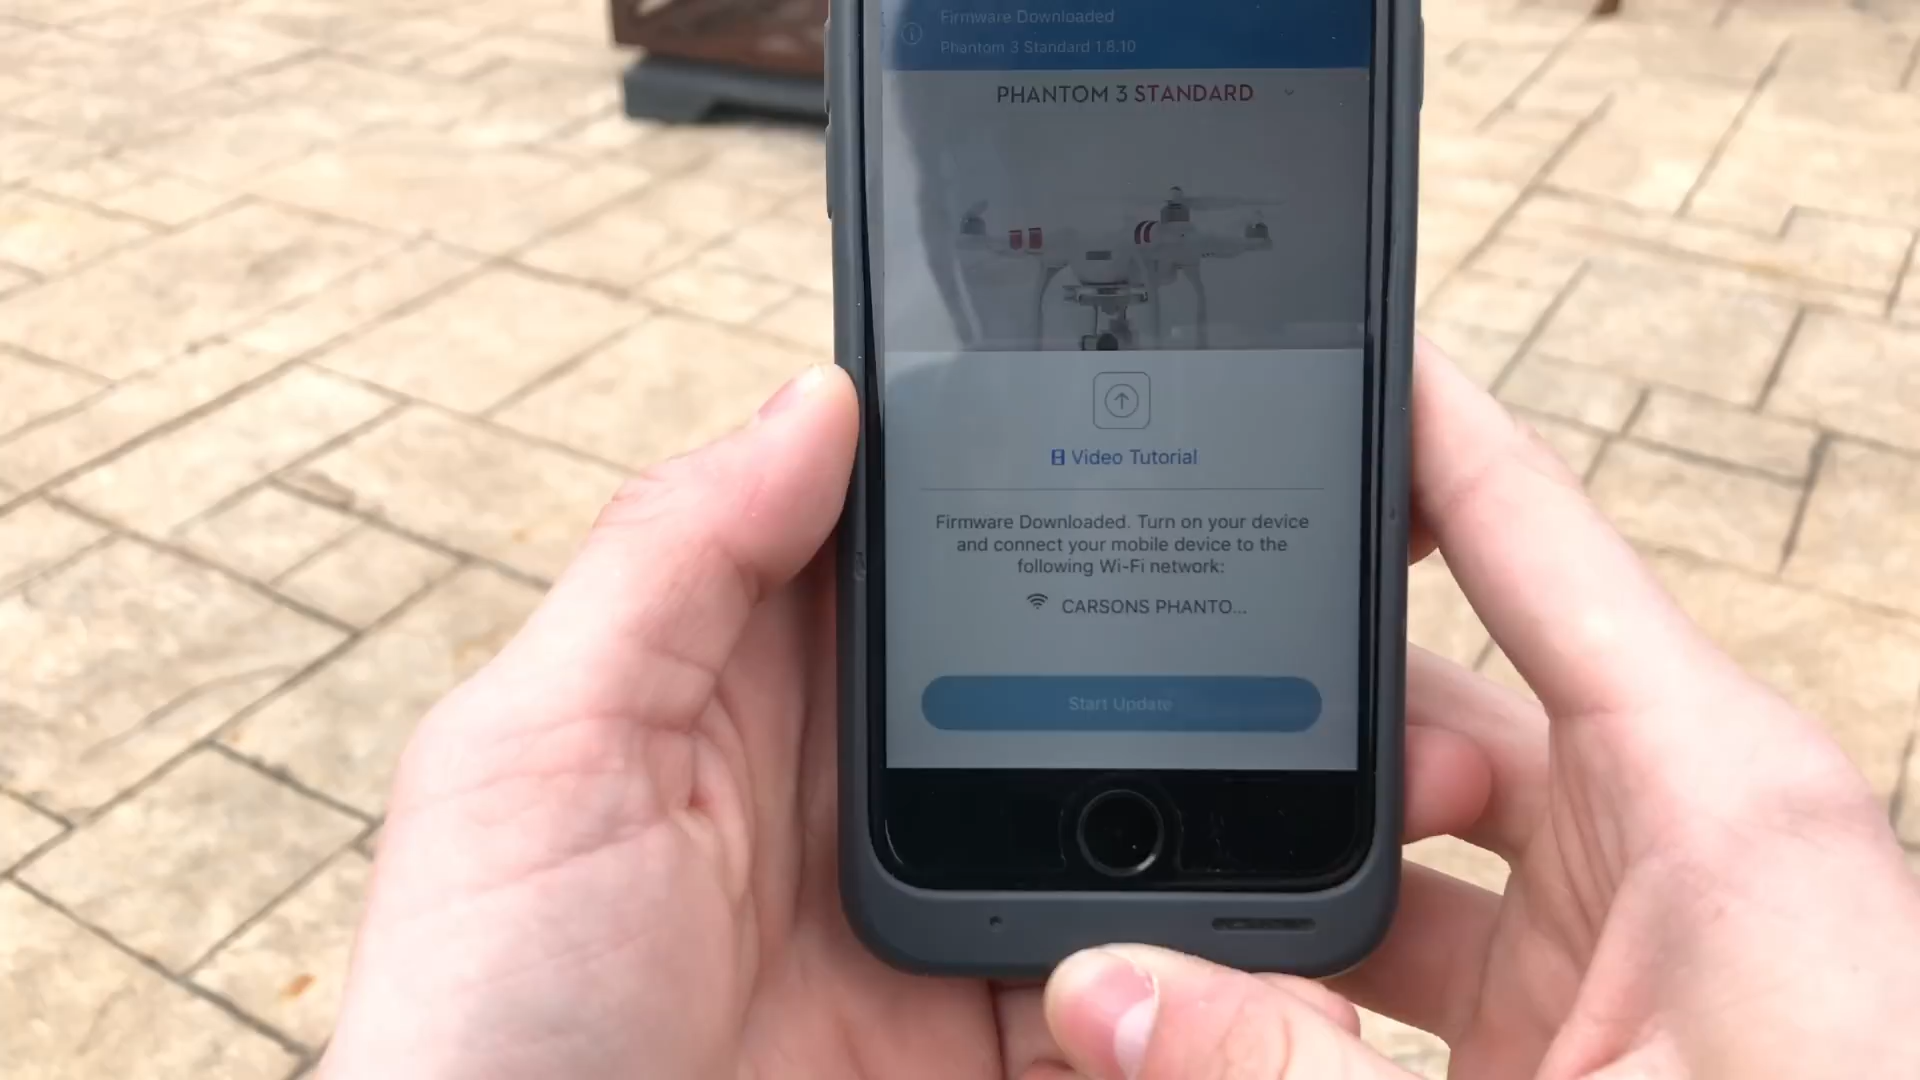 Firmware Downloaded
Phantom 3 Standard 1.8.10
PHANTOM 3 STANDARD
Video Tutorial
Firmware Downloaded. Turn on your device
and connect your mobile device to the
following Wi-Fi network:
CARSONS PHANTO...
Start Update